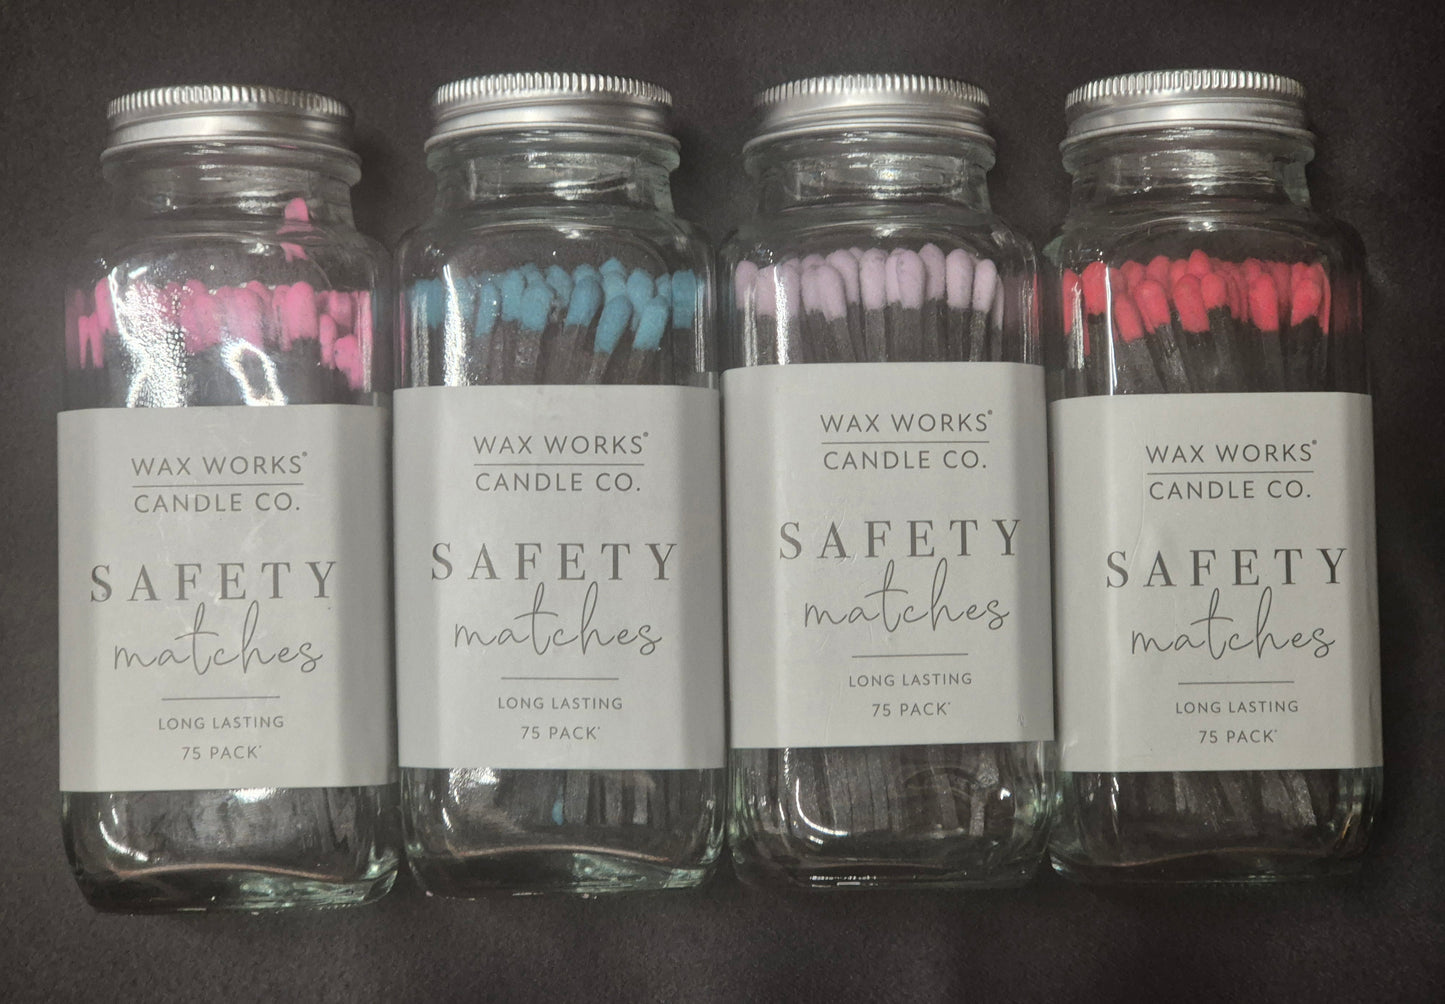 WAX WORKS®
CANDLE CO.
SAFETY
matches
LONG LASTING
75 PACK*
WAX WORKS®
CANDLE CO.
SAFETY
matches
LONG LASTING
75 PACK*
WAX WORKS®
CANDLE CO.
SAFETY
matches
LONG LASTING
75 PACK*
WAX WORKS®
CANDLE CO.
SAFETY
matches
LONG LASTING
75 PACK*